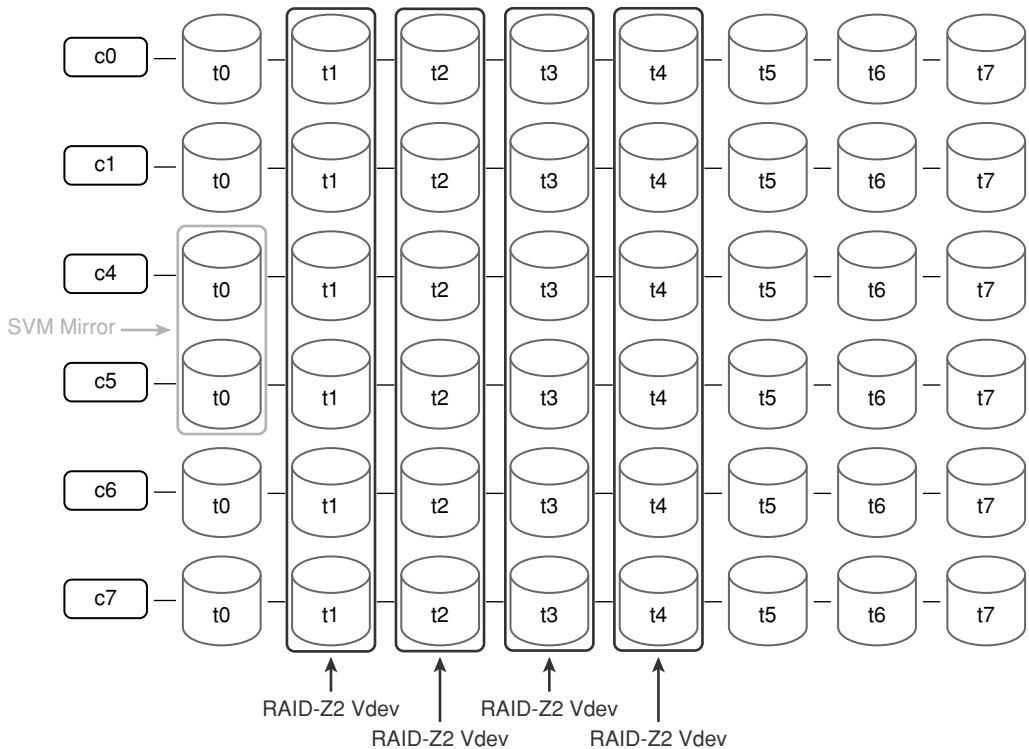 c0 t0 t1 t2 t3 t4 t5 t6 t7
c1 t0 t1 t2 t3 t4 t5 t6 t7
c4 t0 t1 t2 t3 t4 t5 t6 t7
SVM Mirror
c5 t0 t1 t2 t3 t4 t5 t6 t7
c6 t0 t1 t2 t3 t4 t5 t6 t7
c7 t0 t1 t2 t3 t4 t5 t6 t7
RAID-Z2 Vdev RAID-Z2 Vdev
RAID-Z2 Vdev RAID-Z2 Vdev